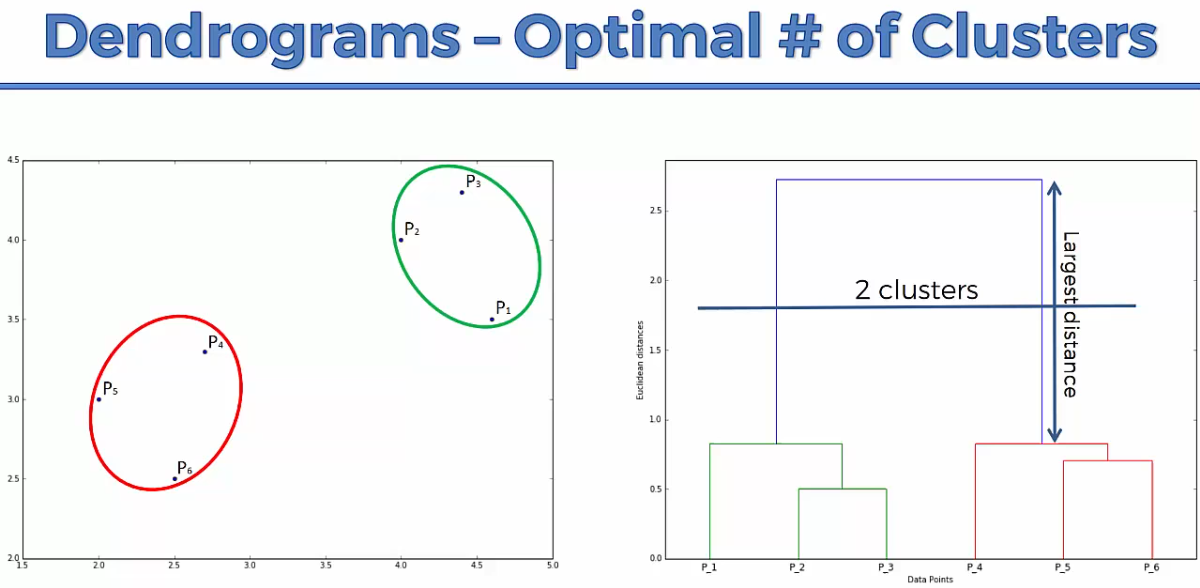 Dendrograms – Optimal # of Clusters
4.5
4.0
3.5
3.0
2.5
2.0
1.5 2.0 2.5 3.0 3.5 4.0 4.5 5.0
P3
P2
P1
P4
P5
P6
Euclidean distances
2.5
2.0
1.5
1.0
0.5
0.0
2 clusters
Largest distance
P_1 P_2 P_3 P_4 P_5 P_6
Data Points